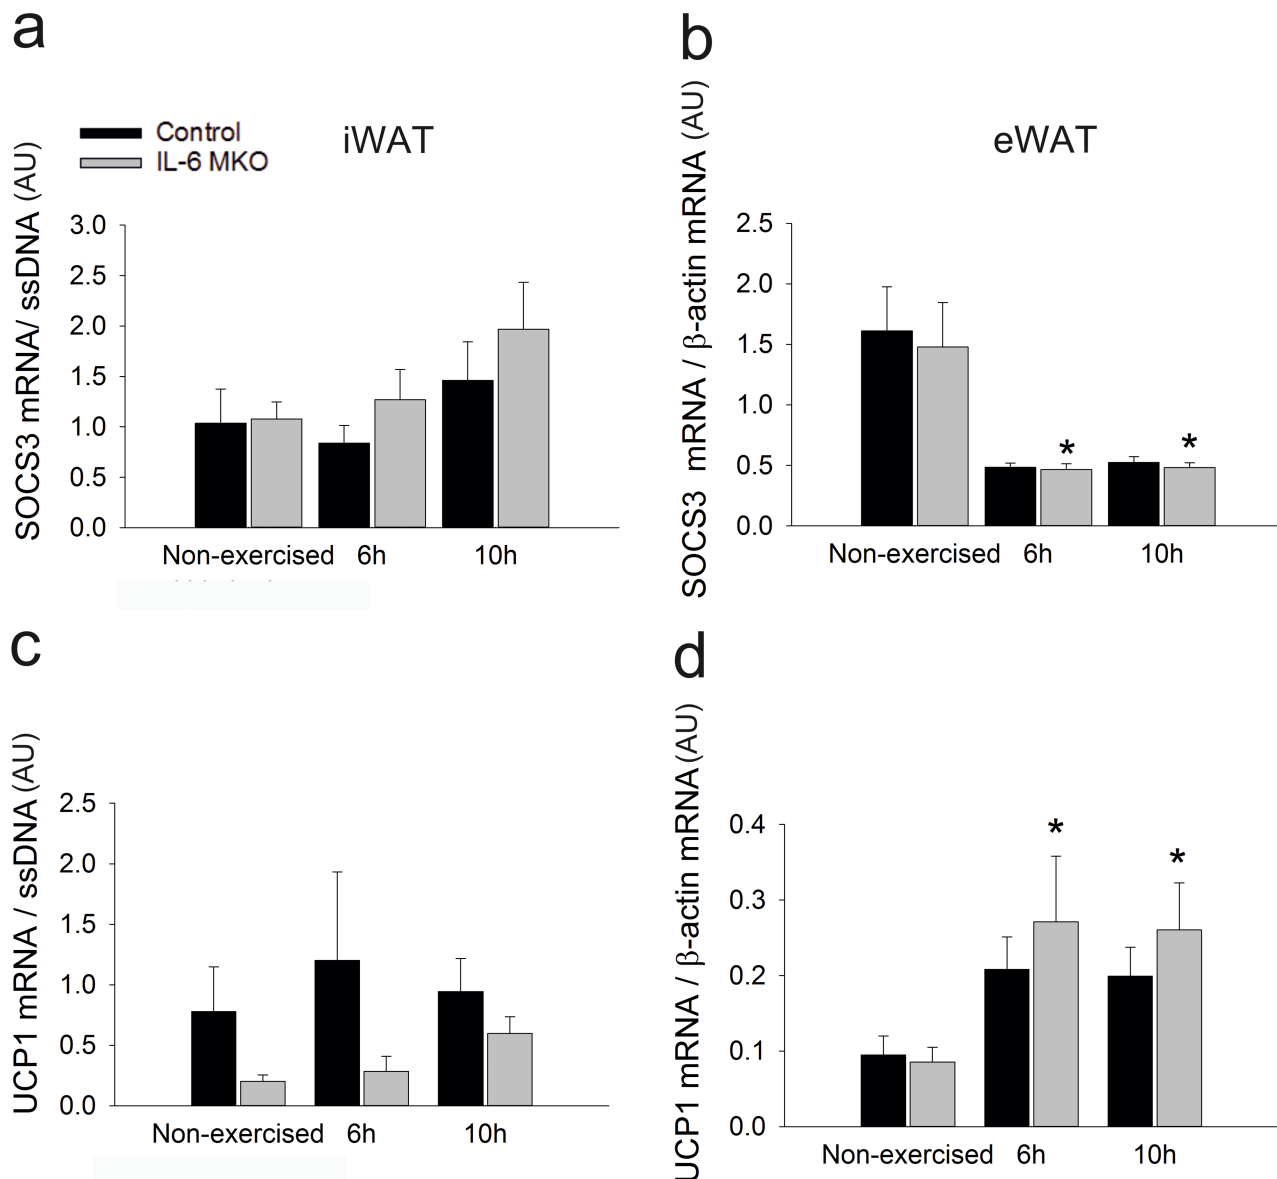 a
Control
IL-6 MKO
iWAT
SOCS3 mRNA/ ssDNA (AU)
3.0
2.5
2.0
1.5
1.0
0.5
0.0
Non-exercised 6h 10h
b
eWAT
SOCS3 mRNA / β-actin mRNA (AU)
2.5
2.0
1.5
1.0
0.5
0.0
* *
Non-exercised 6h 10h
c
UCP1 mRNA / ssDNA (AU)
2.5
2.0
1.5
1.0
0.5
0.0
Non-exercised 6h 10h
d
UCP1 mRNA / β-actin mRNA (AU)
0.4
0.3
0.2
0.1
0.0
* *
Non-exercised 6h 10h